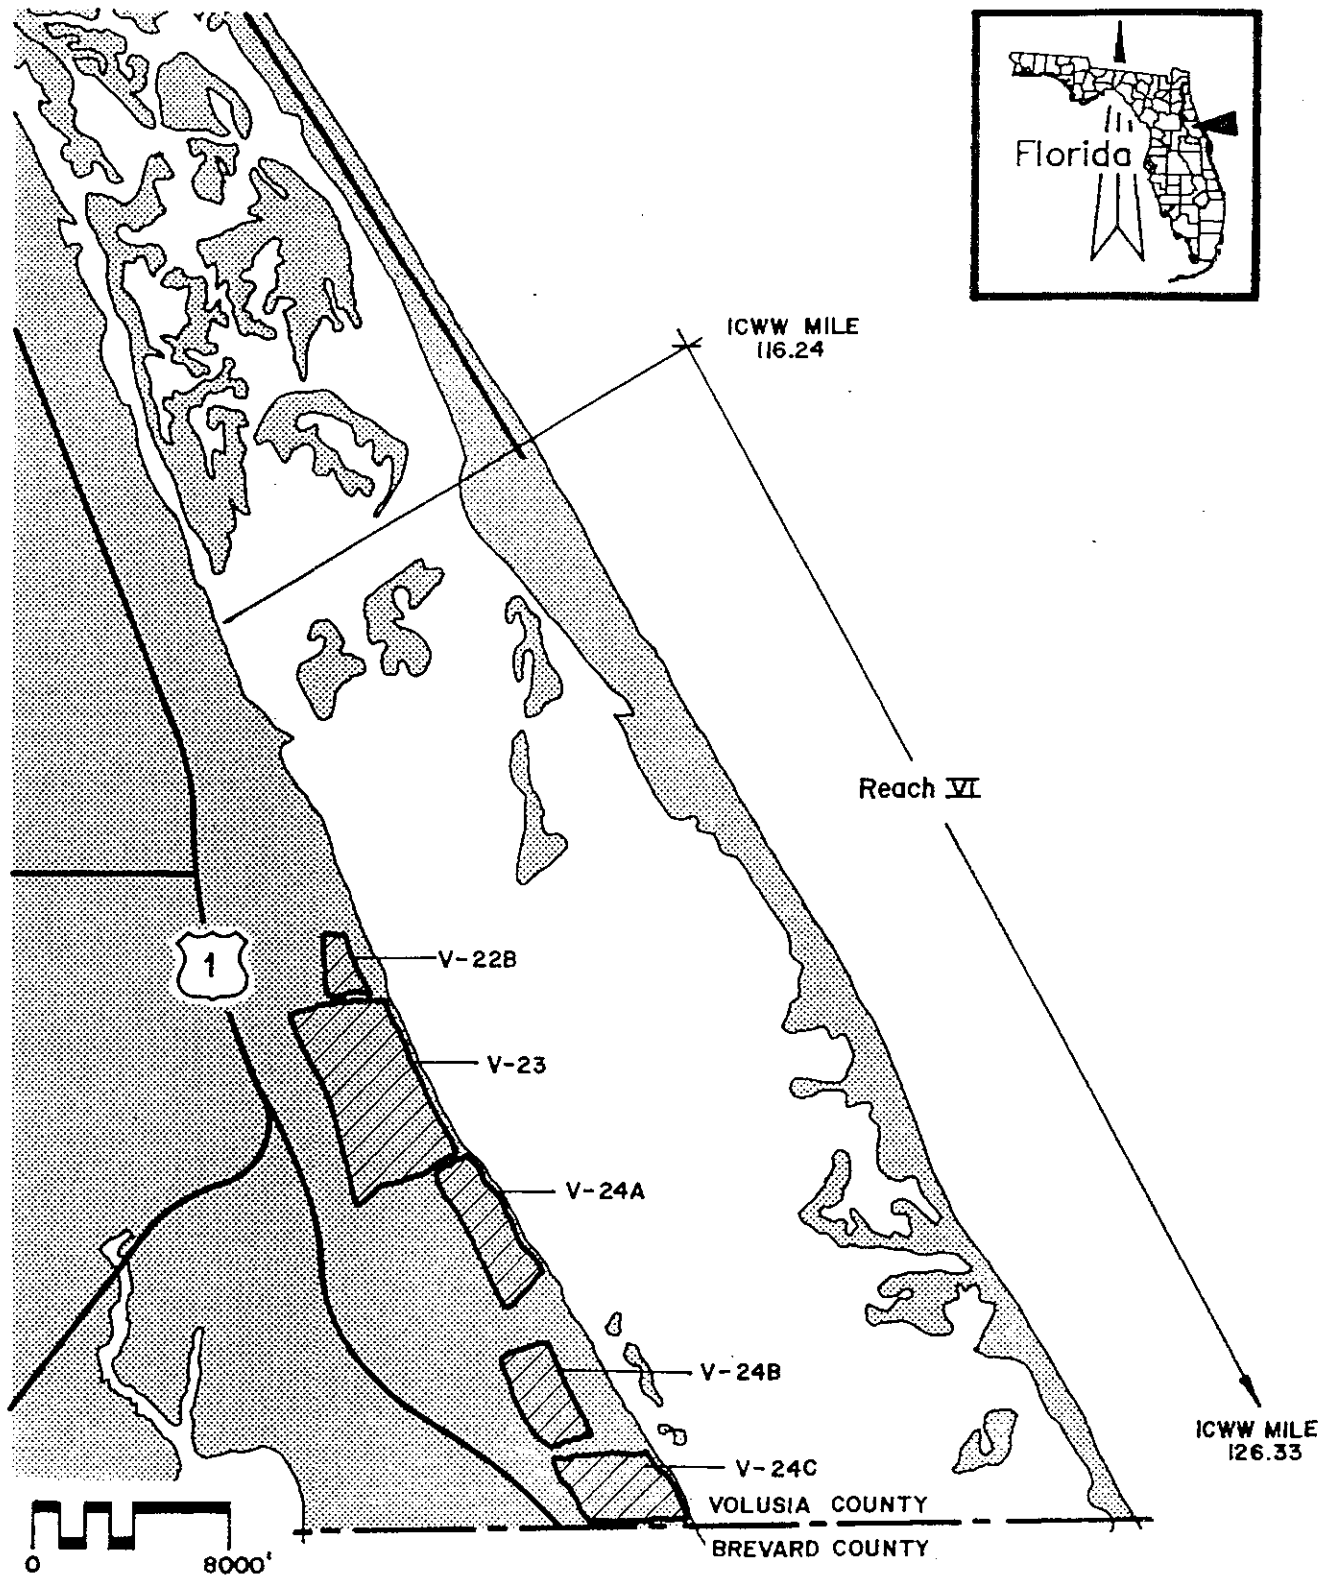 Florida
ICWW MILE
116.24
Reach VI
1
V-22B
V-23
V-24A
V-24B
V-24C
ICWW MILE
126.33
VOLUSIA COUNTY
BREVARD COUNTY
0 8000'